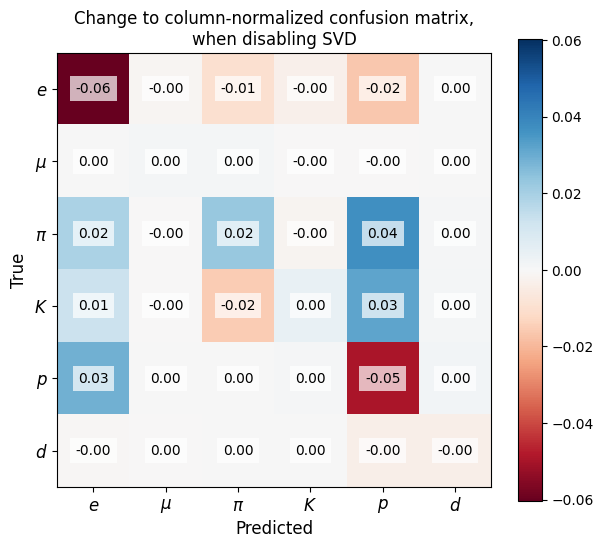 Change to column-normalized confusion matrix,
when disabling SVD
e -0.06 -0.00 -0.01 -0.00 -0.02 0.00
μ 0.00 0.00 0.00 -0.00 -0.00 0.00
π 0.02 -0.00 0.02 -0.00 0.04 0.00
K 0.01 -0.00 -0.02 0.00 0.03 0.00
p 0.03 0.00 0.00 0.00 -0.05 0.00
d -0.00 0.00 0.00 0.00 -0.00 -0.00
e μ π K p d
True
Predicted
0.06
0.04
0.02
0.00
−0.02
−0.04
−0.06